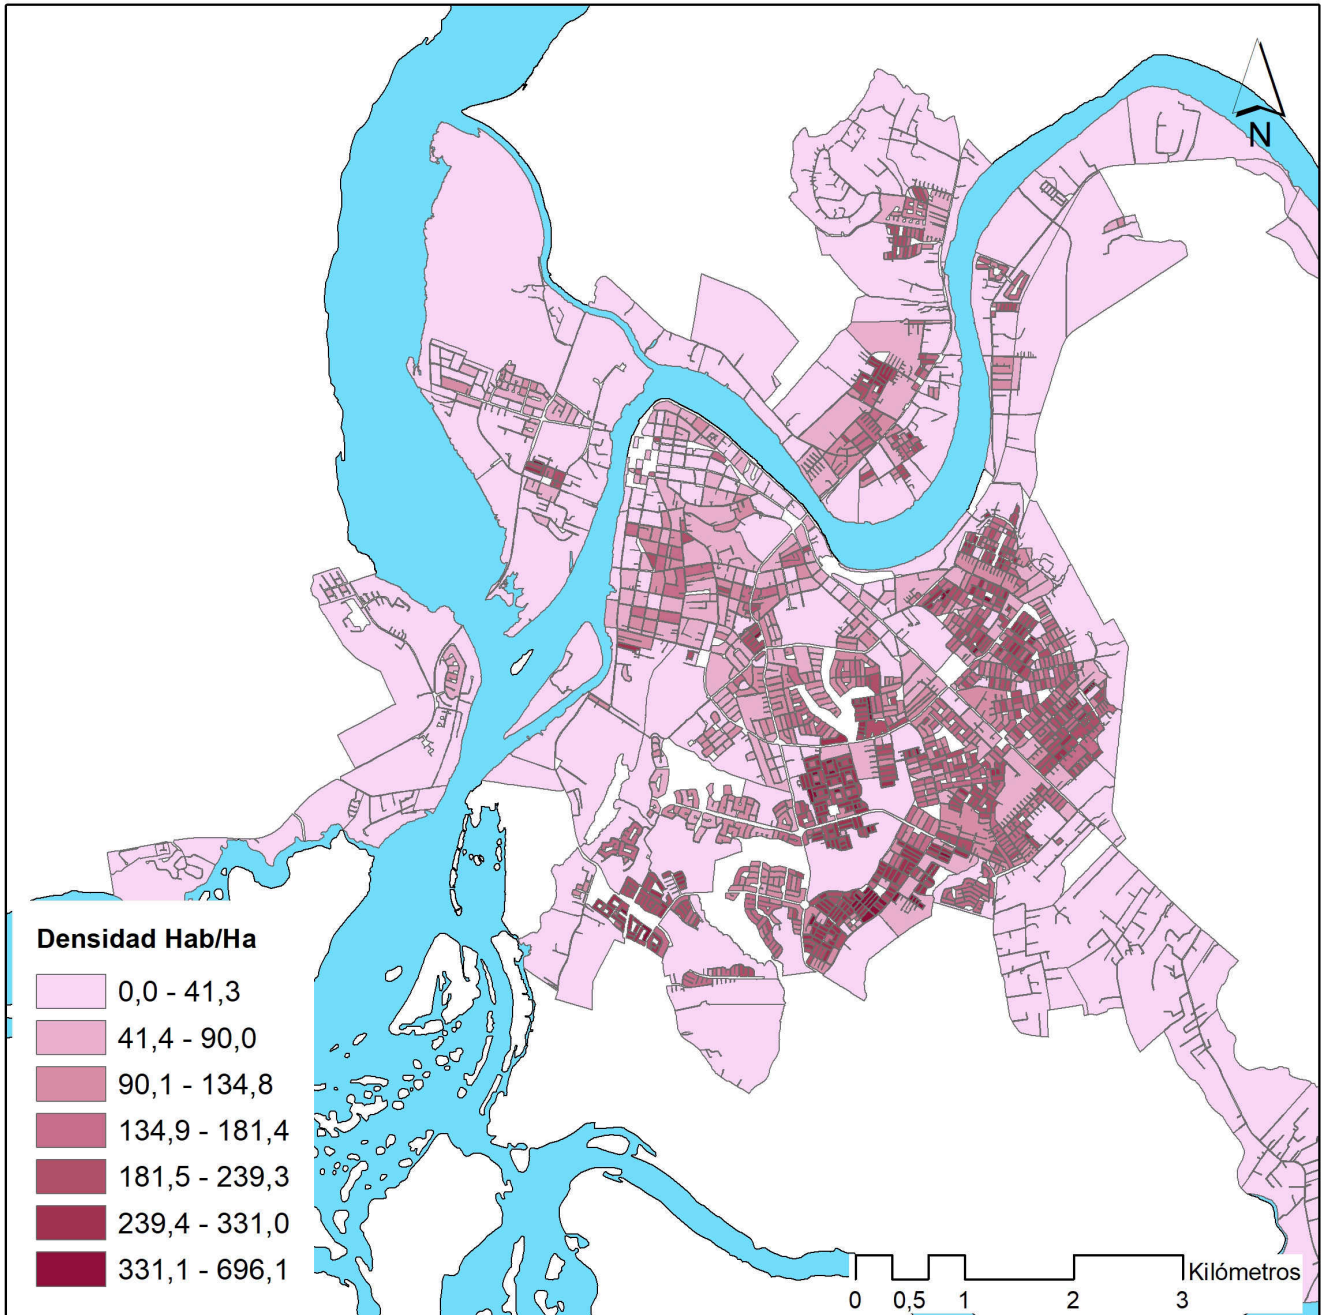 N
Densidad Hab/Ha
0,0 - 41,3
41,4 - 90,0
90,1 - 134,8
134,9 - 181,4
181,5 - 239,3
239,4 - 331,0
331,1 - 696,1
Kilómetros
0 0,5 1 2 3